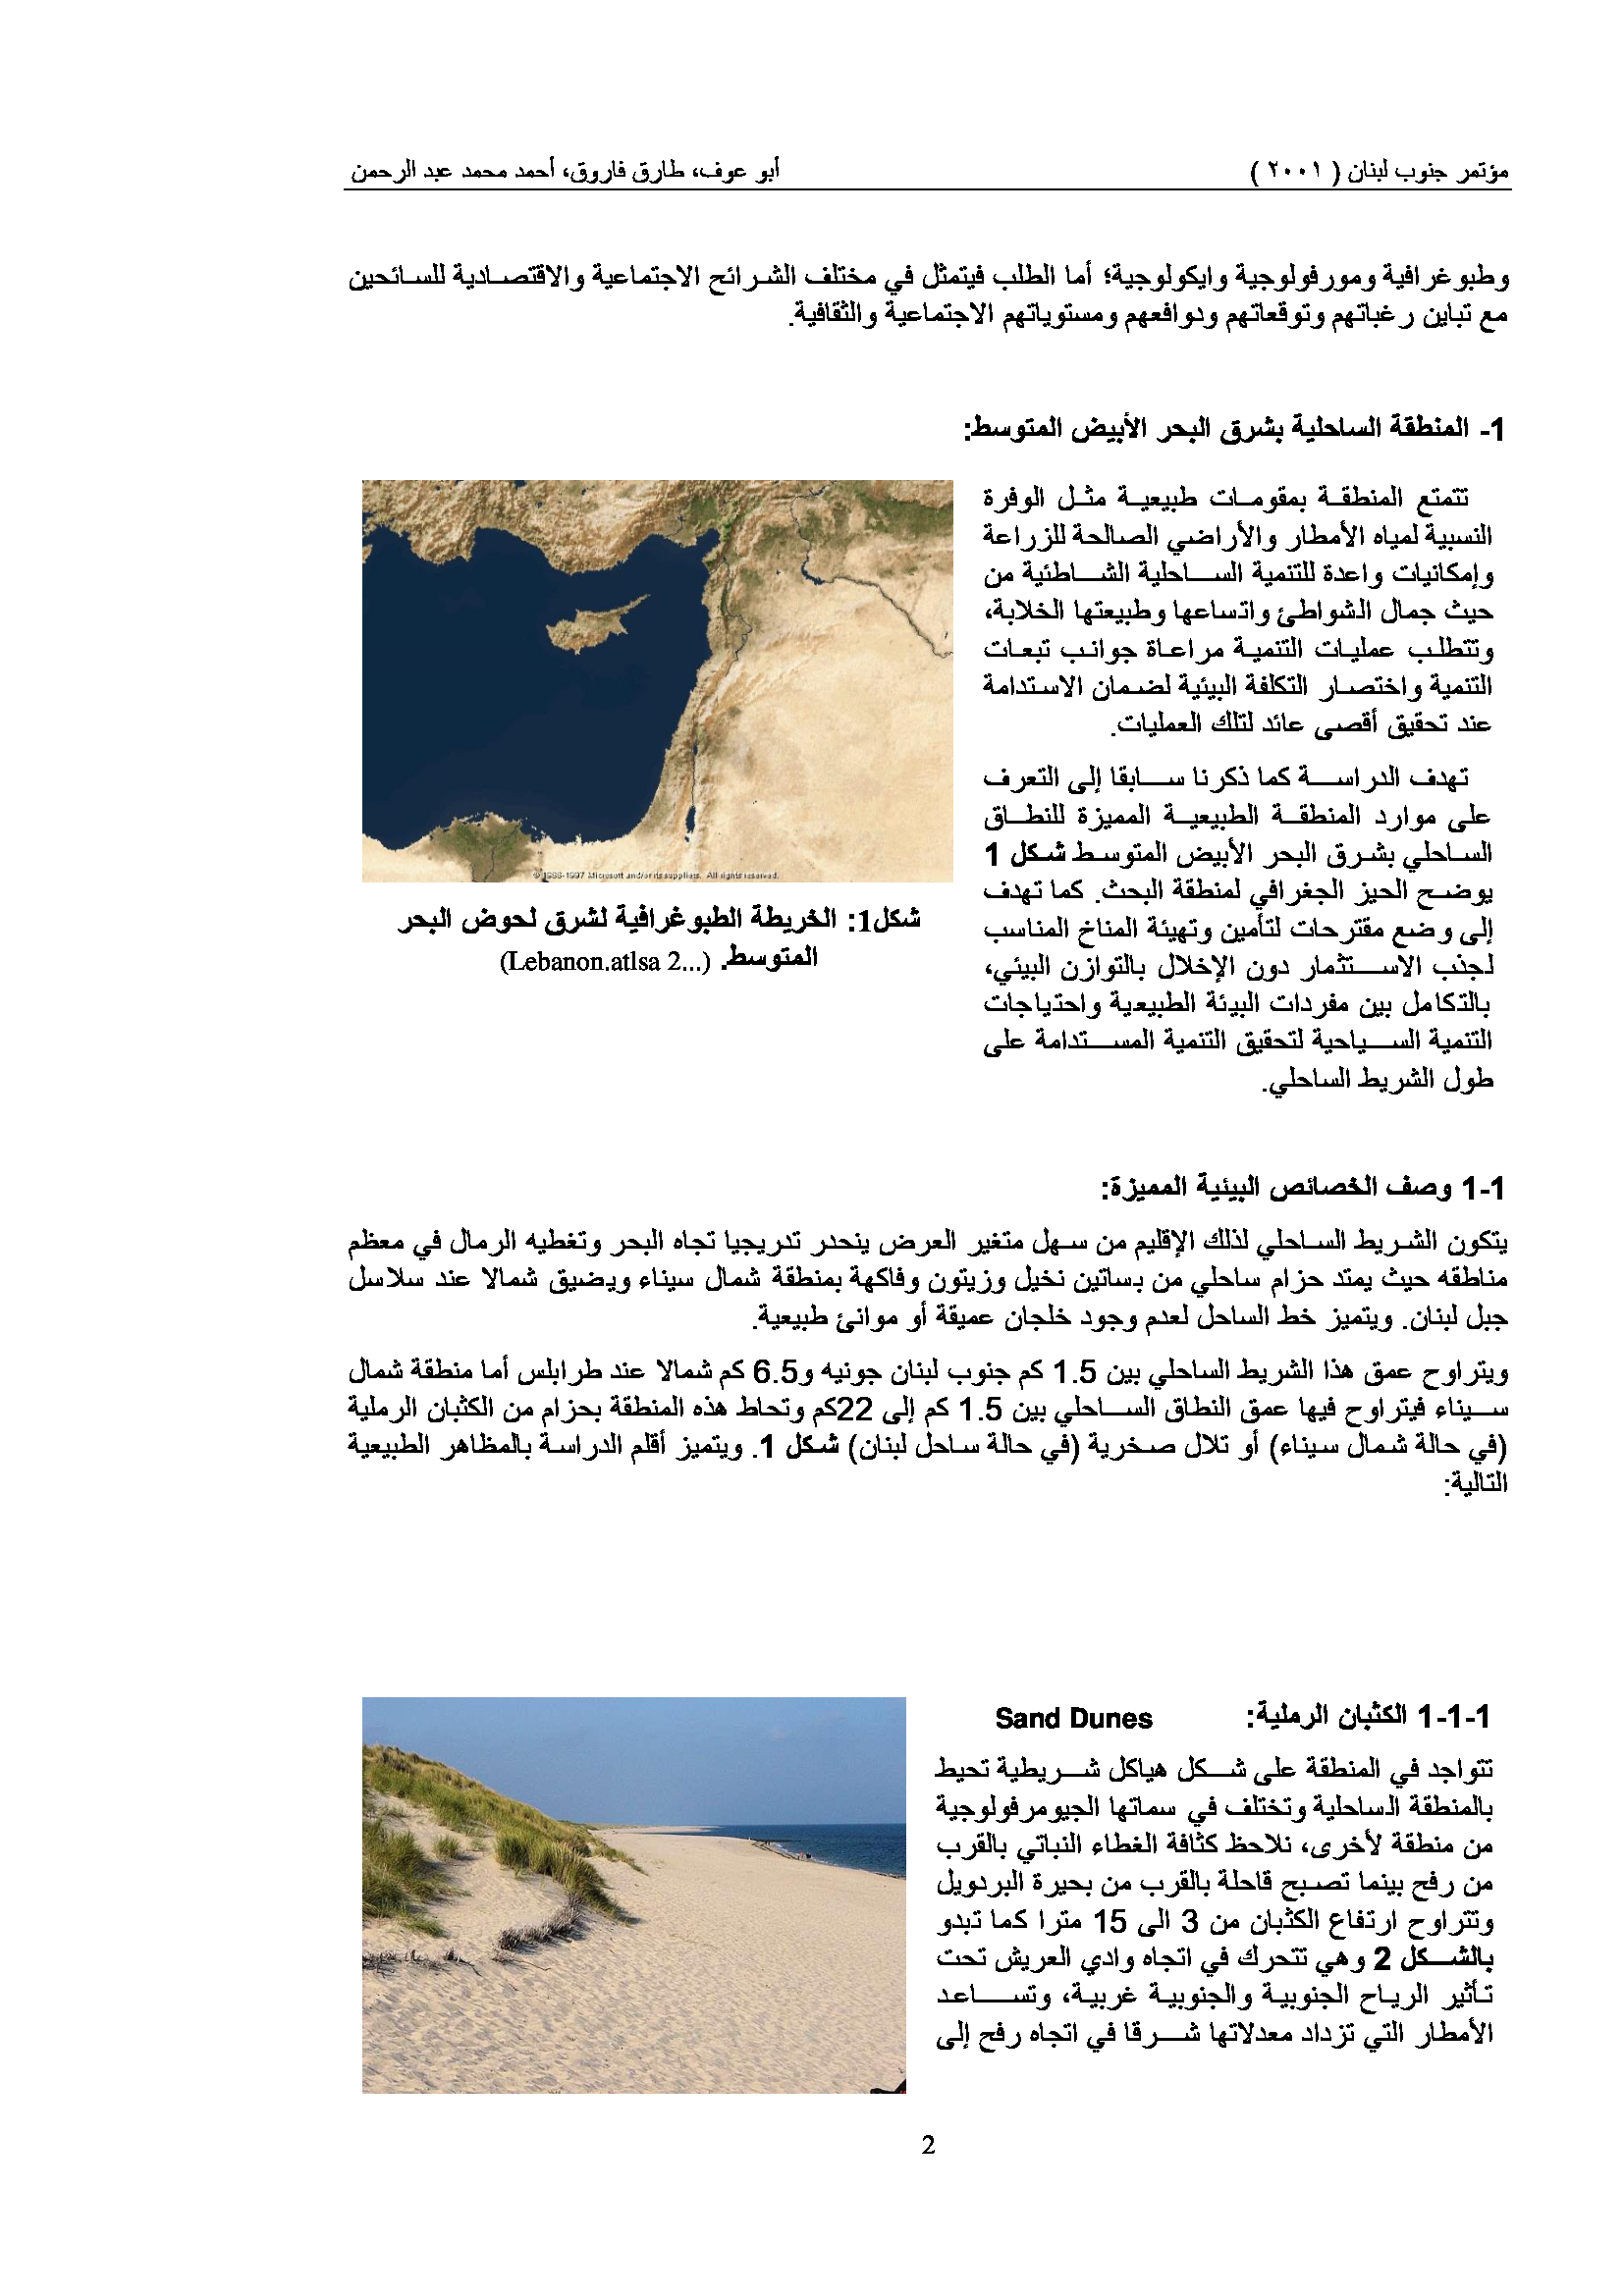 مؤتمر جنوب لبنان ( ٢٠٠١ )
أبو عوف، طارق فاروق، أحمد محمد عبد الرحمن
وطبوغرافية ومورفولوجية وايكولوجية؛ أما الطلب فيتمثل في مختلف الشرائح الاجتماعية والاقتصادية للسائحين
مع تباين رغباتهم وتوقعاتهم ودوافعهم ومستوياتهم الاجتماعية والثقافية.
1- المنطقة الساحلية بشرق البحر الأبيض المتوسط:
تتمتع المنطقة بمقومات طبيعية مثل الوفرة
النسبية لمياه الأمطار والأراضي الصالحة للزراعة
وإمكانيات واعدة للتنمية الساحلية الشاطئية من
حيث جمال الشواطئ واتساعها وطبيعتها الخلابة،
وتتطلب عمليات التنمية مراعاة جوانب تبعات
التنمية واختصار التكلفة البيئية لضمان الاستدامة
عند تحقيق أقصى عائد لتلك العمليات.
تهدف الدراسة كما ذكرنا سابقا إلى التعرف
على موارد المنطقة الطبيعية المميزة للنطاق
الساحلي بشرق البحر الأبيض المتوسط شكل 1
يوضح الحيز الجغرافي لمنطقة البحث. كما تهدف
إلى وضع مقترحات لتأمين وتهيئة المناخ المناسب
لجذب الاستثمار دون الإخلال بالتوازن البيئي،
بالتكامل بين مفردات البيئة الطبيعية واحتياجات
التنمية السياحية لتحقيق التنمية المستدامة على
طول الشريط الساحلي.
© 1988-1997 Microsoft and/or its suppliers. All rights reserved.
شكل1: الخريطة الطبوغرافية لشرق لحوض البحر
المتوسط. (Lebanon.atlsa 2...)
1-1 وصف الخصائص البيئية المميزة:
يتكون الشريط الساحلي لذلك الإقليم من سهل متغير العرض ينحدر تدريجيا تجاه البحر وتغطيه الرمال في معظم
مناطقه حيث يمتد حزام ساحلي من بساتين نخيل وزيتون وفاكهة بمنطقة شمال سيناء ويضيق شمالا عند سلاسل
جبل لبنان. ويتميز خط الساحل لعدم وجود خلجان عميقة أو موانئ طبيعية.
ويتراوح عمق هذا الشريط الساحلي بين 1.5 كم جنوب لبنان جونيه و6.5 كم شمالا عند طرابلس أما منطقة شمال
سيناء فيتراوح فيها عمق النطاق الساحلي بين 1.5 كم إلى 22كم وتحاط هذه المنطقة بحزام من الكثبان الرملية
(في حالة شمال سيناء) أو تلال صخرية (في حالة ساحل لبنان) شكل 1. ويتميز أقلم الدراسة بالمظاهر الطبيعية
التالية:
1-1-1 الكثبان الرملية: Sand Dunes
تتواجد في المنطقة على شكل هياكل شريطية تحيط
بالمنطقة الساحلية وتختلف في سماتها الجيومرفولوجية
من منطقة لأخرى، نلاحظ كثافة الغطاء النباتي بالقرب
من رفح بينما تصبح قاحلة بالقرب من بحيرة البردويل
وتتراوح ارتفاع الكثبان من 3 الى 15 مترا كما تبدو
بالشكل 2 وهي تتحرك في اتجاه وادي العريش تحت
تأثير الرياح الجنوبية والجنوبية غربية، وتساعد
الأمطار التي تزداد معدلاتها شرقا في اتجاه رفح إلى
2